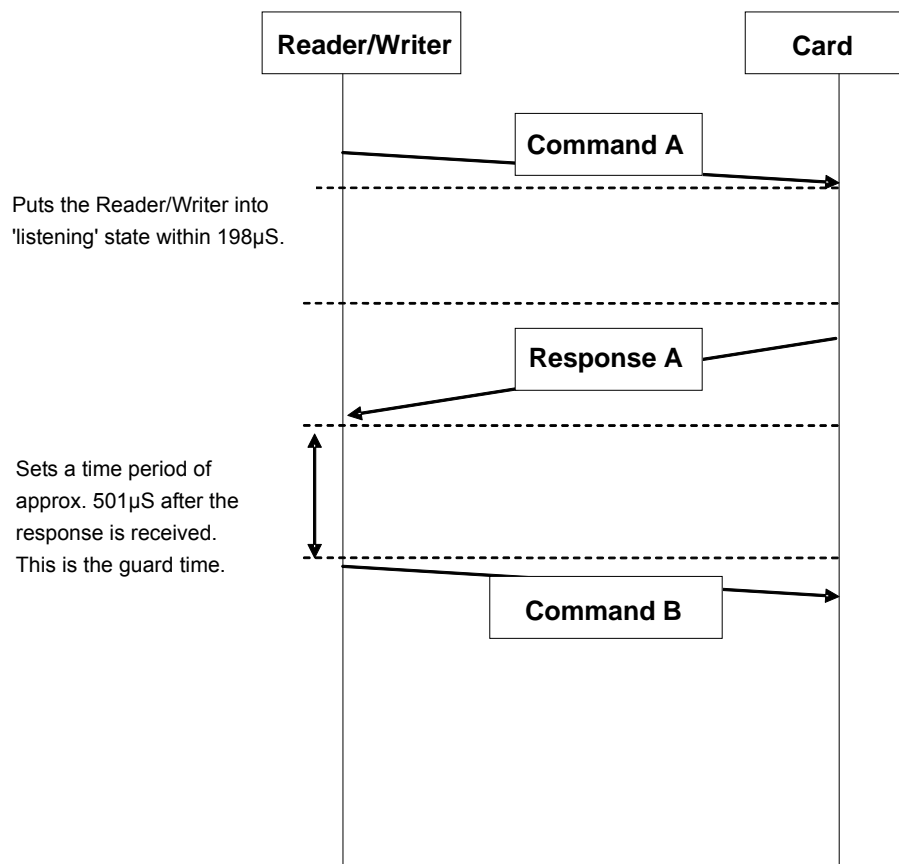 Reader/Writer
Card
Command A
Puts the Reader/Writer into
'listening' state within 198µS.
Response A
Sets a time period of
approx. 501µS after the
response is received.
This is the guard time.
Command B